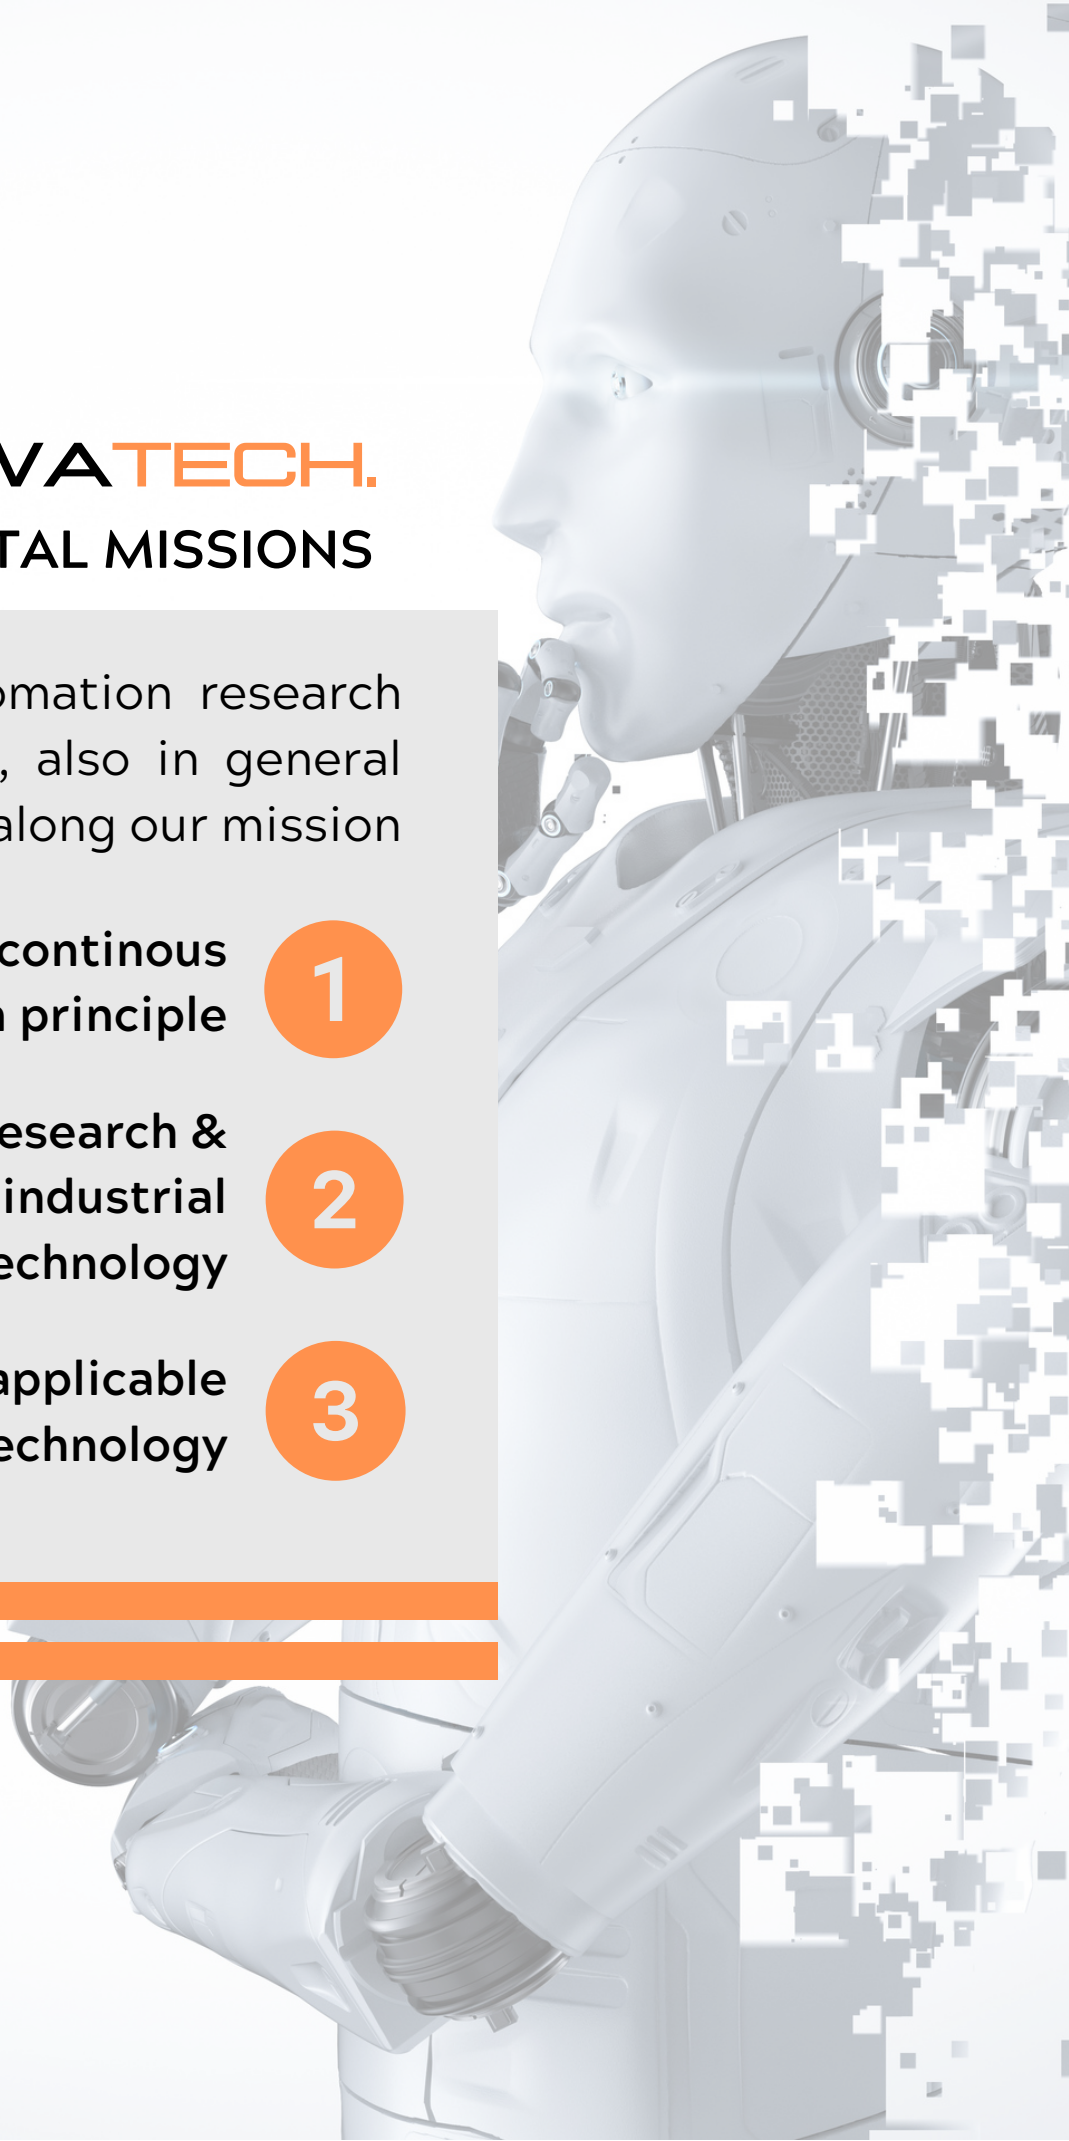 VATECH.
TAL MISSIONS
omation research
, also in general
along our mission
continous
principle
1
esearch &
industrial
echnology
2
applicable
echnology
3